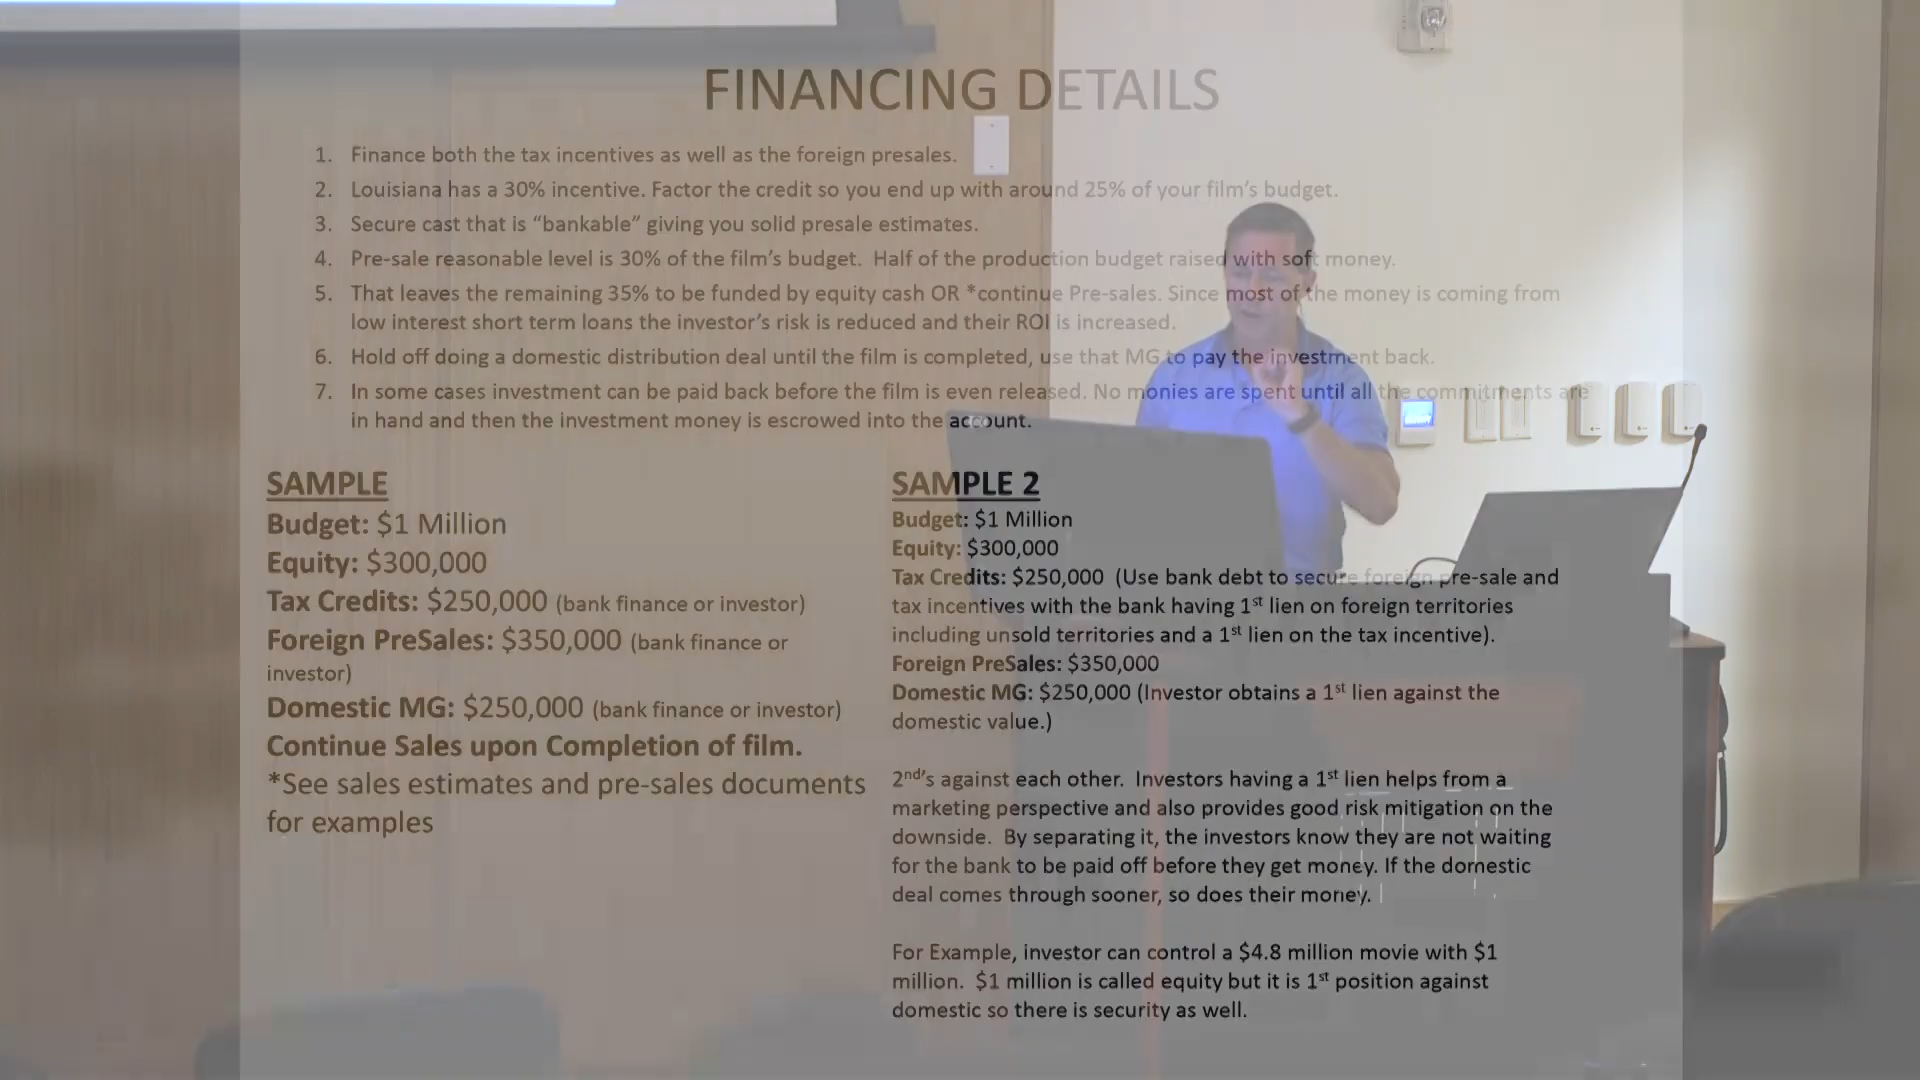 FINANCING DETAILS
1. Finance both the tax incentives as well as the foreign presales.
2. Louisiana has a 30% incentive. Factor the credit so you end up with around 25% of your film's budget.
3. Secure cast that is “bankable” giving you solid presale estimates.
4. Pre-sale reasonable level is 30% of the film's budget. Half of the production budget raised with soft money.
5. That leaves the remaining 35% to be funded by equity cash OR *continue Pre-sales. Since most of the money is coming from
low interest short term loans the investor's risk is reduced and their ROI is increased.
6. Hold off doing a domestic distribution deal until the film is completed, use that MG to pay the investment back.
7. In some cases investment can be paid back before the film is even released. No monies are spent until all the commitments are
in hand and then the investment money is escrowed into the account.
SAMPLE
Budget: $1 Million
Equity: $300,000
Tax Credits: $250,000 (bank finance or investor)
Foreign PreSales: $350,000 (bank finance or
investor)
Domestic MG: $250,000 (bank finance or investor)
Continue Sales upon Completion of film.
*See sales estimates and pre-sales documents
for examples
SAMPLE 2
Budget: $1 Million
Equity: $300,000
Tax Credits: $250,000 (Use bank debt to secure foreign pre-sale and
tax incentives with the bank having 1st lien on foreign territories
including unsold territories and a 1st lien on the tax incentive).
Foreign PreSales: $350,000
Domestic MG: $250,000 (Investor obtains a 1st lien against the
domestic value.)
2nd's against each other. Investors having a 1st lien helps from a
marketing perspective and also provides good risk mitigation on the
downside. By separating it, the investors know they are not waiting
for the bank to be paid off before they get money. If the domestic
deal comes through sooner, so does their money.
For Example, investor can control a $4.8 million movie with $1
million. $1 million is called equity but it is 1st position against
domestic so there is security as well.